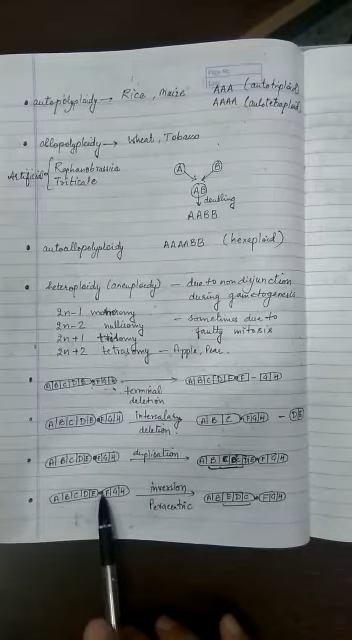 Page No.
• autopolyploidy → Rice, Maize AAA (autotriploid)
AAAA (autotetraploid)
• allopolyploidy → Wheat, Tobacco
Artificial { Raphanobrassica
Triticale
A B
AB
↓ doubling
AABB
• autoallopolyploidy AAAABB (hexaploid)
• heteroploidy (aneuploidy) – due to nondisjunction
during gametogenesis
2n-1 monosomy – sometimes due to
2n-2 nullisomy faulty mitosis
2n+1 trisomy
2n+2 tetrasomy – Apple, Pear.
• A B C D E F G H → A B C D E F – G H
terminal
deletion
• A B C D E F G H intercalary → A B C F G H – D E
deletion
• A B C D E F G H duplication →
• A B C D E F G H inversion → A B E D C F G H